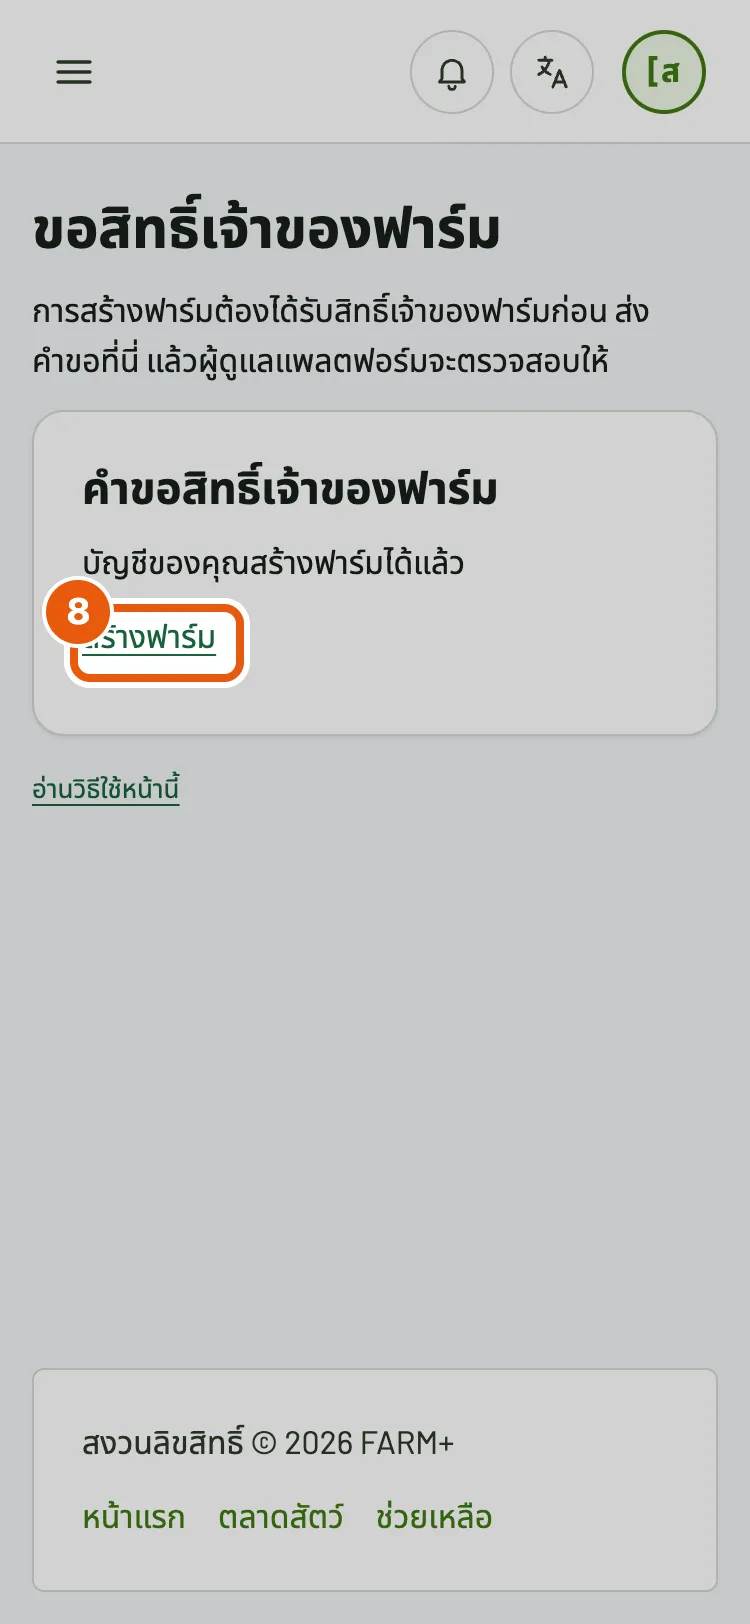 [ส
ขอสิทธิ์เจ้าของฟาร์ม
การสร้างฟาร์มต้องได้รับสิทธิ์เจ้าของฟาร์มก่อน ส่ง
คำขอที่นี่ แล้วผู้ดูแลแพลตฟอร์มจะตรวจสอบให้
คำขอสิทธิ์เจ้าของฟาร์ม
บัญชีของคุณสร้างฟาร์มได้แล้ว
8
สร้างฟาร์ม
อ่านวิธีใช้หน้านี้
สงวนลิขสิทธิ์ © 2026 FARM+
หน้าแรก ตลาดสัตว์ ช่วยเหลือ